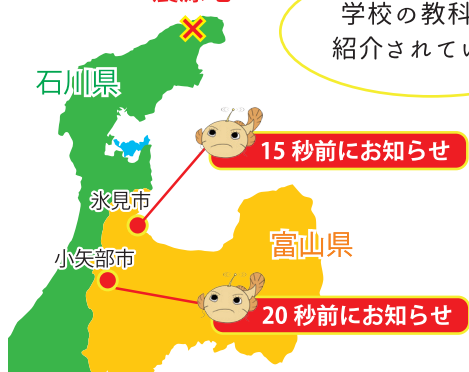 学校の教科
紹介されてい
石川県
15 秒前にお知らせ
氷見市
富山県
小矢部市
20 秒前にお知らせ